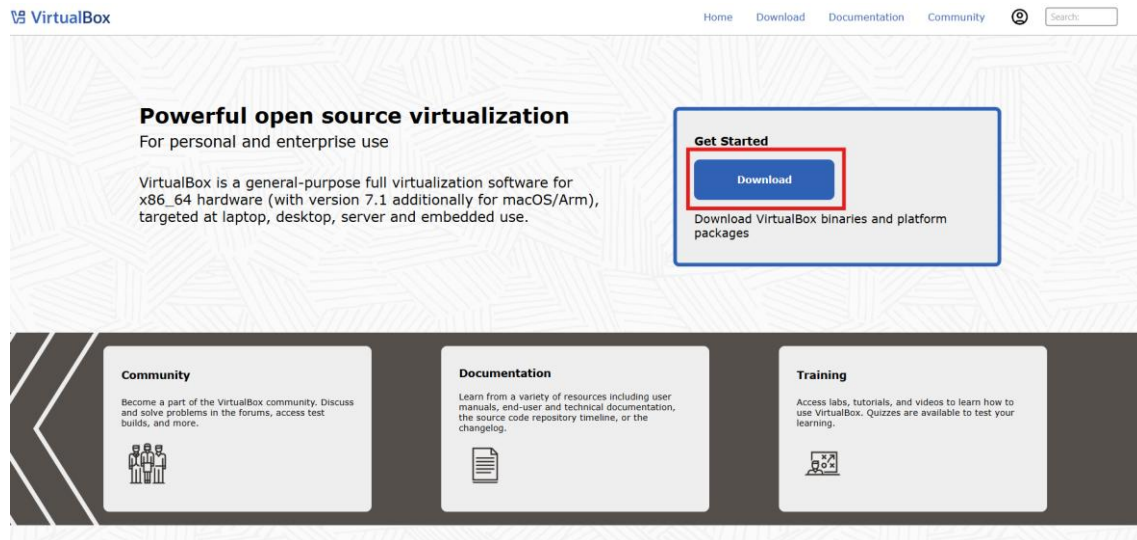 VirtualBox
Home Download Documentation Community Search:
Powerful open source virtualization
For personal and enterprise use
VirtualBox is a general-purpose full virtualization software for
x86_64 hardware (with version 7.1 additionally for macOS/Arm),
targeted at laptop, desktop, server and embedded use.
Get Started
Download
Download VirtualBox binaries and platform
packages
Community
Become a part of the VirtualBox community. Discuss
and solve problems in the forums, access test
builds, and more.
Documentation
Learn from a variety of resources including user
manuals, end-user and technical documentation,
the source code repository timeline, or the
changelog.
Training
Access labs, tutorials, and videos to learn how to
use VirtualBox. Quizzes are available to test your
learning.